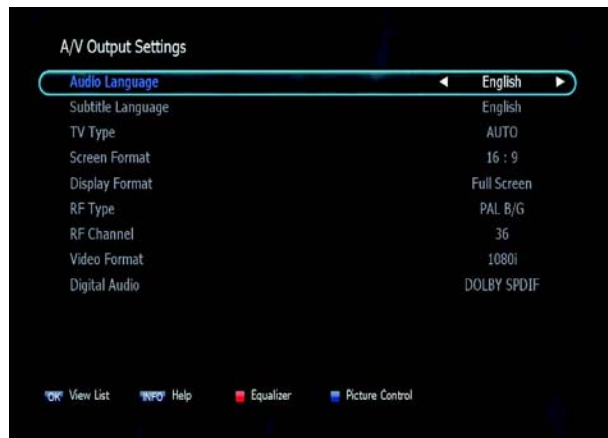 A/V Output Settings
Audio Language English
Subtitle Language English
TV Type AUTO
Screen Format 16 : 9
Display Format Full Screen
RF Type PAL B/G
RF Channel 36
Video Format 1080i
Digital Audio DOLBY SPDIF
OK View List INFO Help Equalizer Picture Control